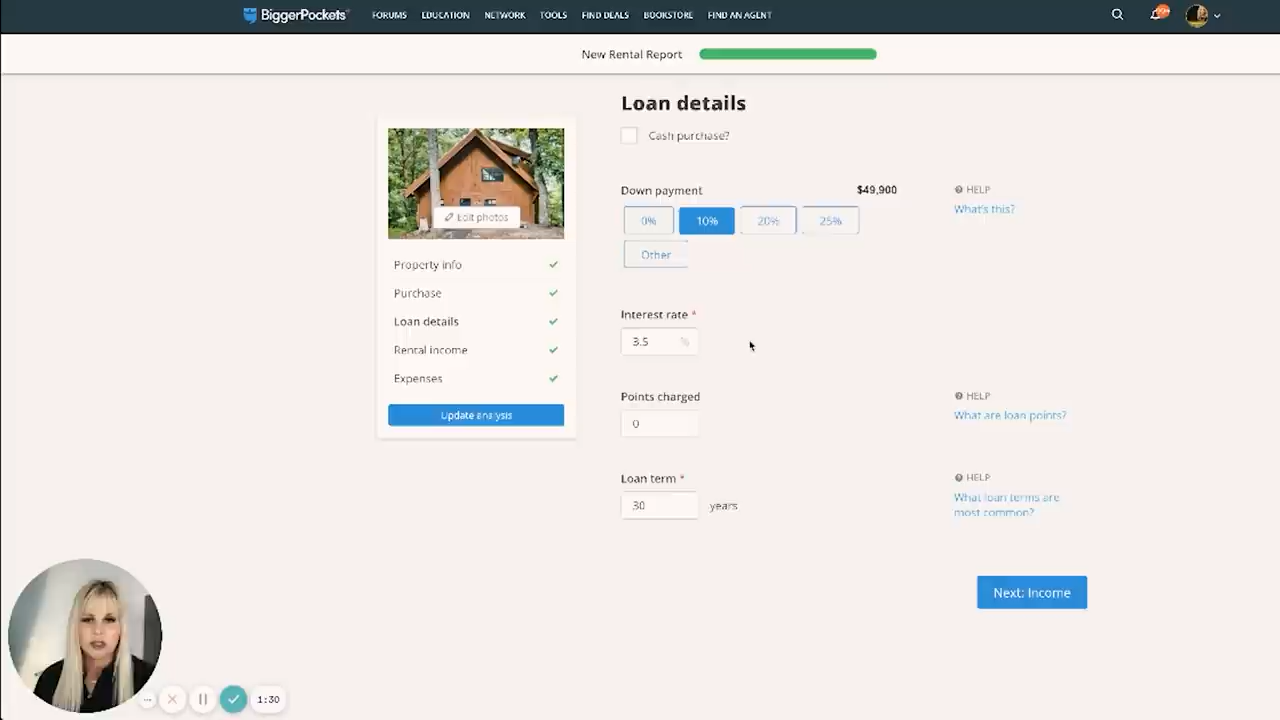 BiggerPockets
FORUMS EDUCATION NETWORK TOOLS FIND DEALS BOOKSTORE FIND AN AGENT
New Rental Report
Loan details
Cash purchase?
Edit photos
Property info
Purchase
Loan details
Rental income
Expenses
Update analysis
Down payment $49,900
0% 10% 20% 25%
Other
HELP
What's this?
Interest rate *
3.5 %
Points charged
0
HELP
What are loan points?
Loan term *
30 years
HELP
What loan terms are
most common?
Next: Income
1:30